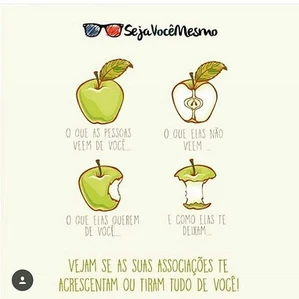 SejaVocêMesmo
O QUE AS PESSOAS
VEEM DE VOCÊ...
O QUE ELAS NÃO
VEEM ...
O QUE ELAS QUEREM
DE VOCÊ...
E COMO ELAS TE
DEIXAM...
VEJAM SE AS SUAS ASSOCIAÇÕES TE
ACRESCENTAM OU TIRAM TUDO DE VOCÊ!